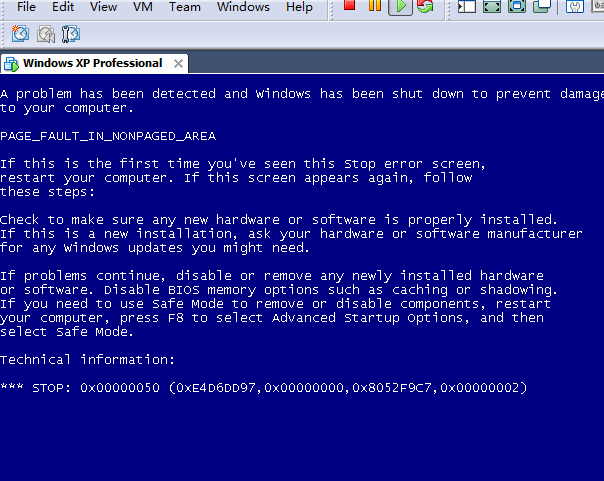 File Edit View VM Team Windows Help
Windows XP Professional
A problem has been detected and Windows has been shut down to prevent damage
to your computer.
PAGE_FAULT_IN_NONPAGED_AREA
If this is the first time you've seen this Stop error screen,
restart your computer. If this screen appears again, follow
these steps:
Check to make sure any new hardware or software is properly installed.
If this is a new installation, ask your hardware or software manufacturer
for any Windows updates you might need.
If problems continue, disable or remove any newly installed hardware
or software. Disable BIOS memory options such as caching or shadowing.
If you need to use Safe Mode to remove or disable components, restart
your computer, press F8 to select Advanced Startup Options, and then
select Safe Mode.
Technical information:
*** STOP: 0x00000050 (0xE4D6DD97,0x00000000,0x8052F9C7,0x00000002)